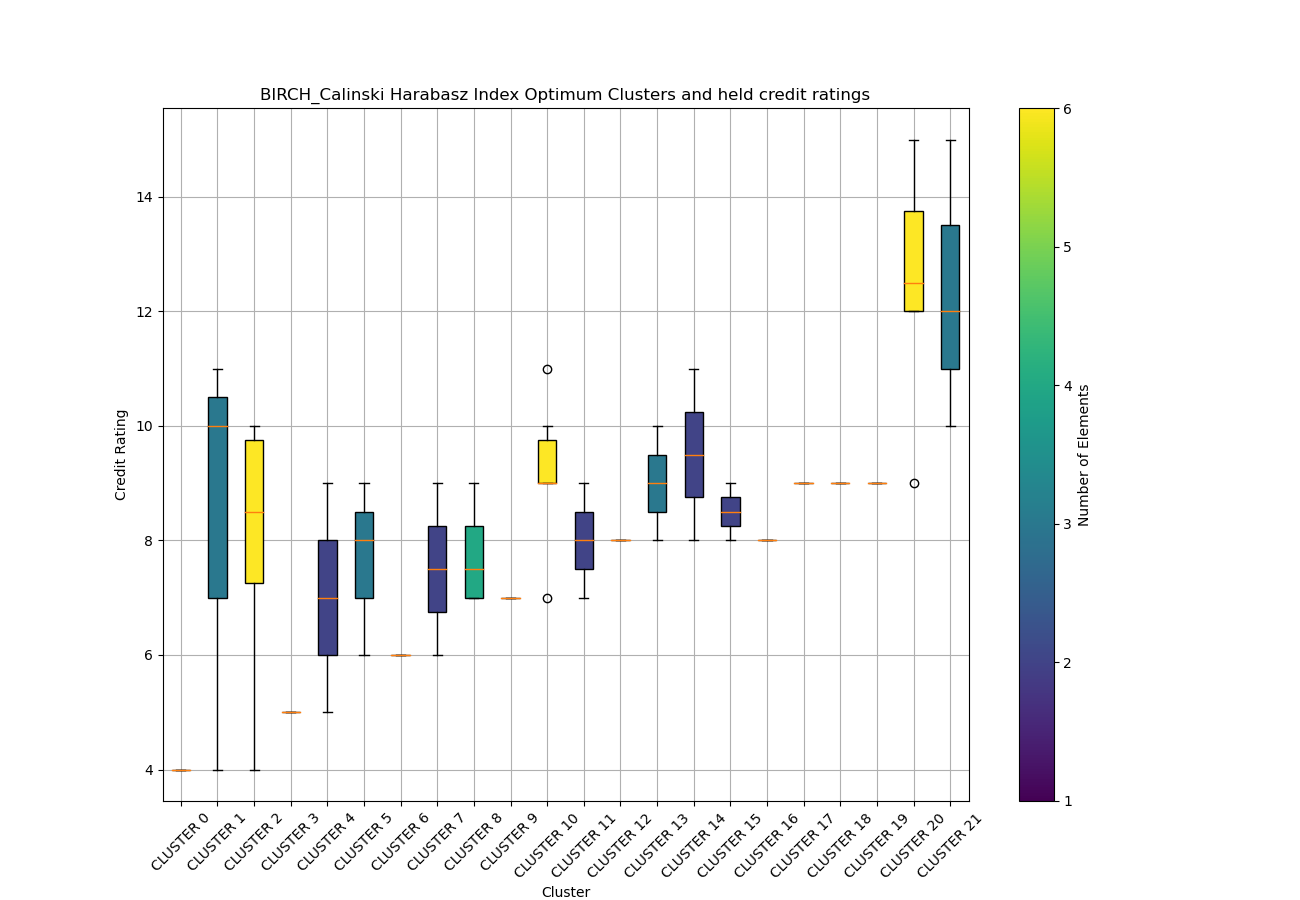 BIRCH_Calinski Harabasz Index Optimum Clusters and held credit ratings
14
12
10
8
6
4
Credit Rating
CLUSTER 0
CLUSTER 1
CLUSTER 2
CLUSTER 3
CLUSTER 4
CLUSTER 5
CLUSTER 6
CLUSTER 7
CLUSTER 8
CLUSTER 9
CLUSTER 10
CLUSTER 11
CLUSTER 12
CLUSTER 13
CLUSTER 14
CLUSTER 15
CLUSTER 16
CLUSTER 17
CLUSTER 18
CLUSTER 19
CLUSTER 20
CLUSTER 21
Cluster
6
5
4
3
2
1
Number of Elements